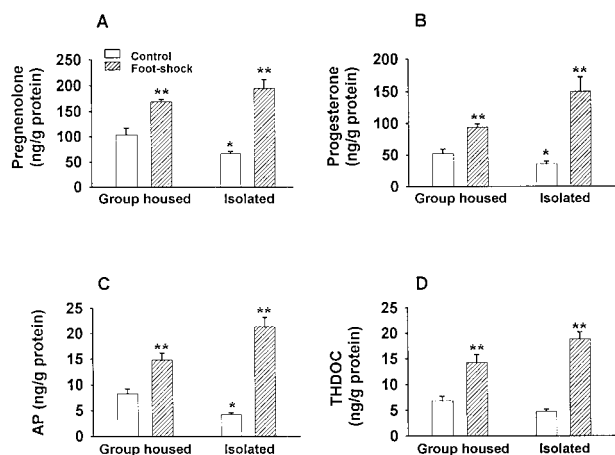 A
Pregnenolone
(ng/g protein)
250
200
150
100
50
0
Control
Foot-shock
**
*
**
Group housed
Isolated
B
Progesterone
(ng/g protein)
200
150
100
50
0
**
*
**
Group housed
Isolated
C
AP (ng/g protein)
25
20
15
10
5
0
**
*
**
Group housed
Isolated
D
THDOC
(ng/g protein)
25
20
15
10
5
0
**
**
Group housed
Isolated